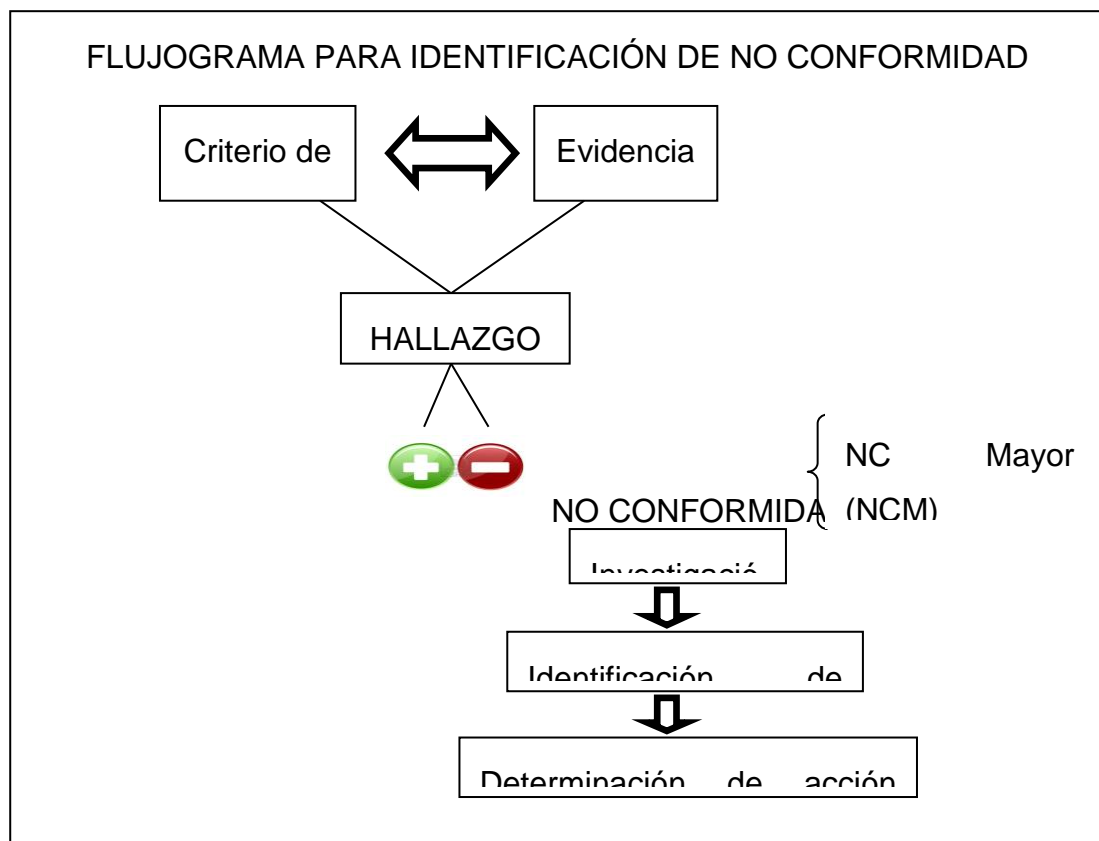 FLUJOGRAMA PARA IDENTIFICACIÓN DE NO CONFORMIDAD
Criterio de
Evidencia
HALLAZGO
NC Mayor
(NCM)
NO CONFORMIDA
Investigació
Identificación de
Determinación de acción